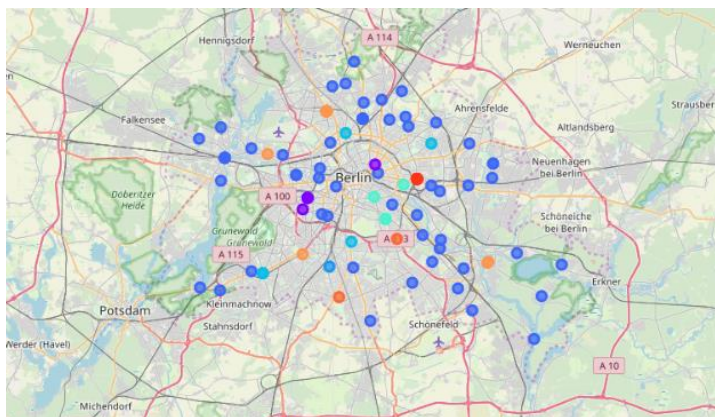 A 114
Hennigsdorf
Werneuchen
Ahrensfelde
Strausber
Falkensee
Altlandsberg
Neuenhagen
bei Berlin
Berlin
Döberitzer
Heide
A 100
Schöneiche
bei Berlin
Grunewald
Grunewald
A 115
Erkner
Kleinmachnow
Potsdam
Stahnsdorf
Schönefeld
Werder (Havel)
A 10
Michendorf